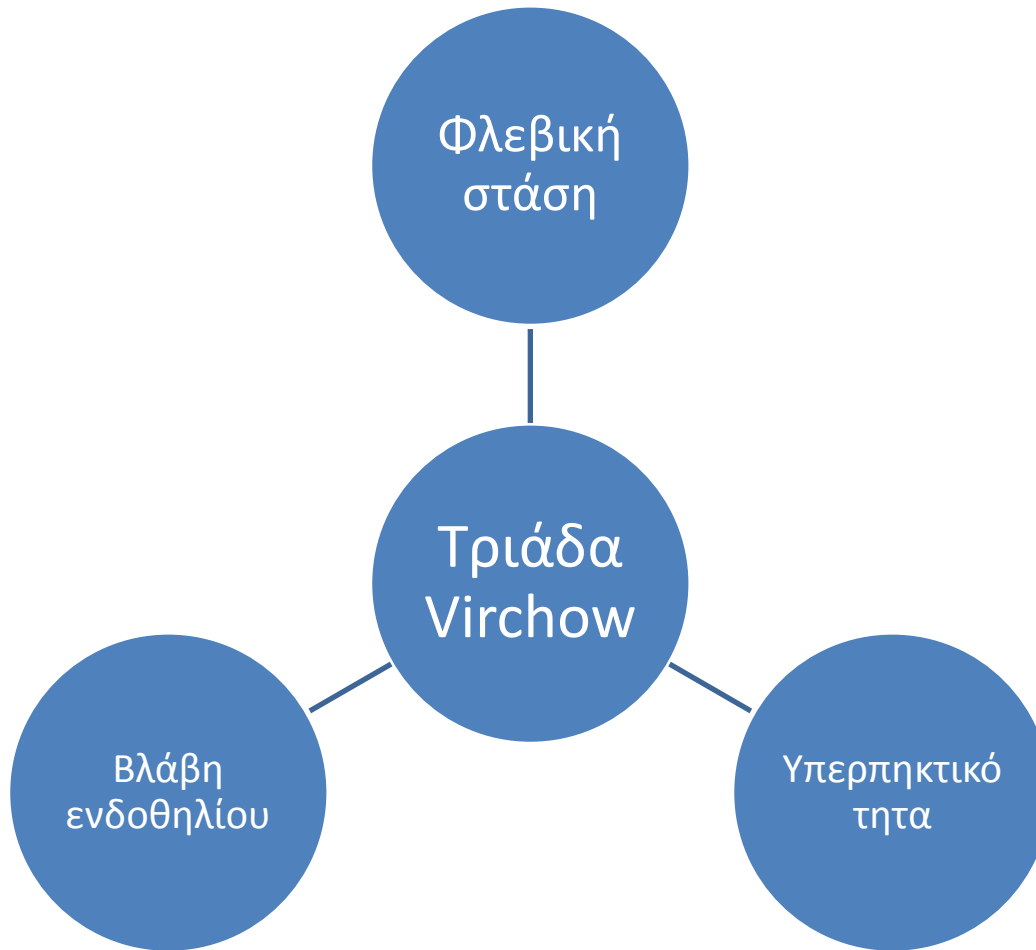 Φλεβική
στάση
Τριάδα
Virchow
Βλάβη
ενδοθηλίου
Υπερπηκτικό
τητα